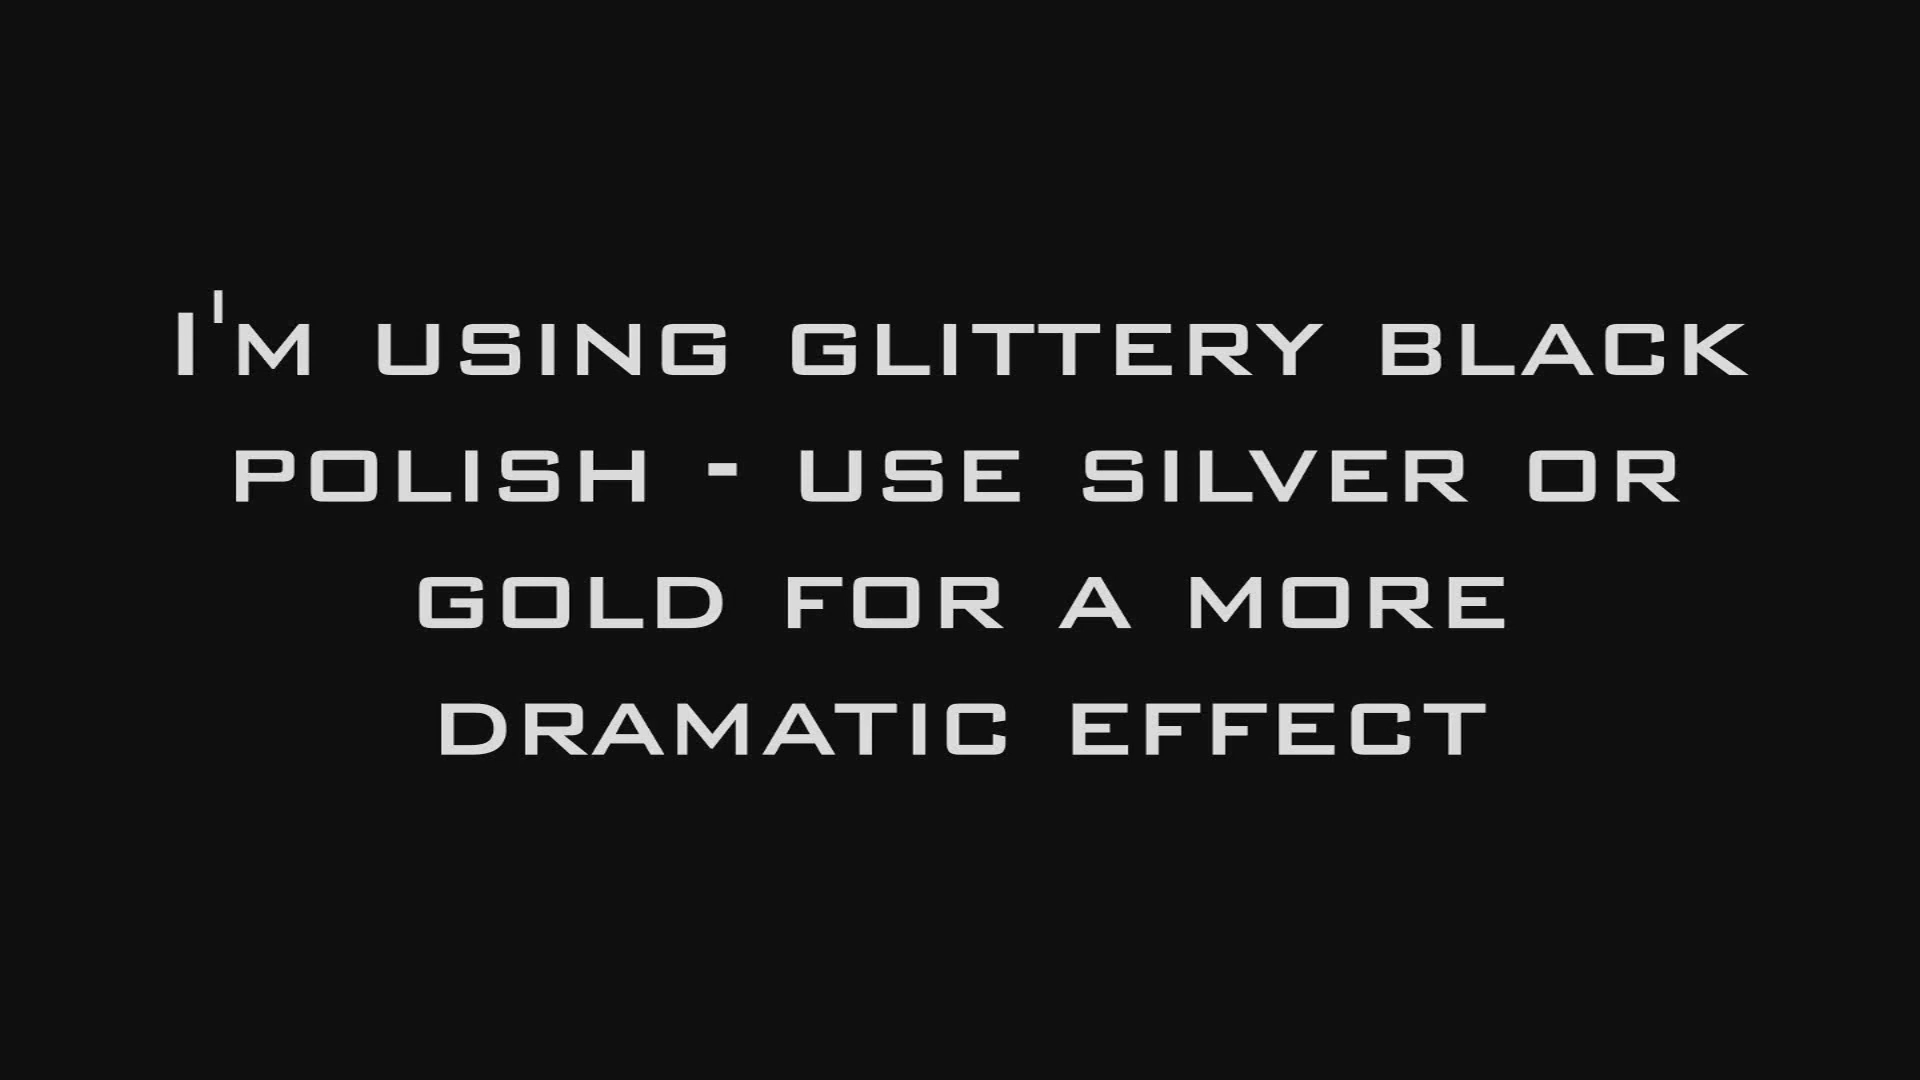 I'm using glittery black
polish - use silver or
gold for a more
dramatic effect